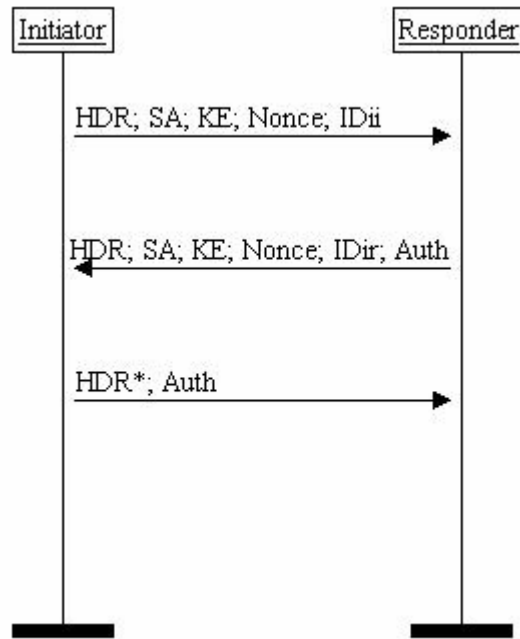 Initiator
Responder
HDR; SA; KE; Nonce; IDii
HDR; SA; KE; Nonce; IDir; Auth
HDR*; Auth